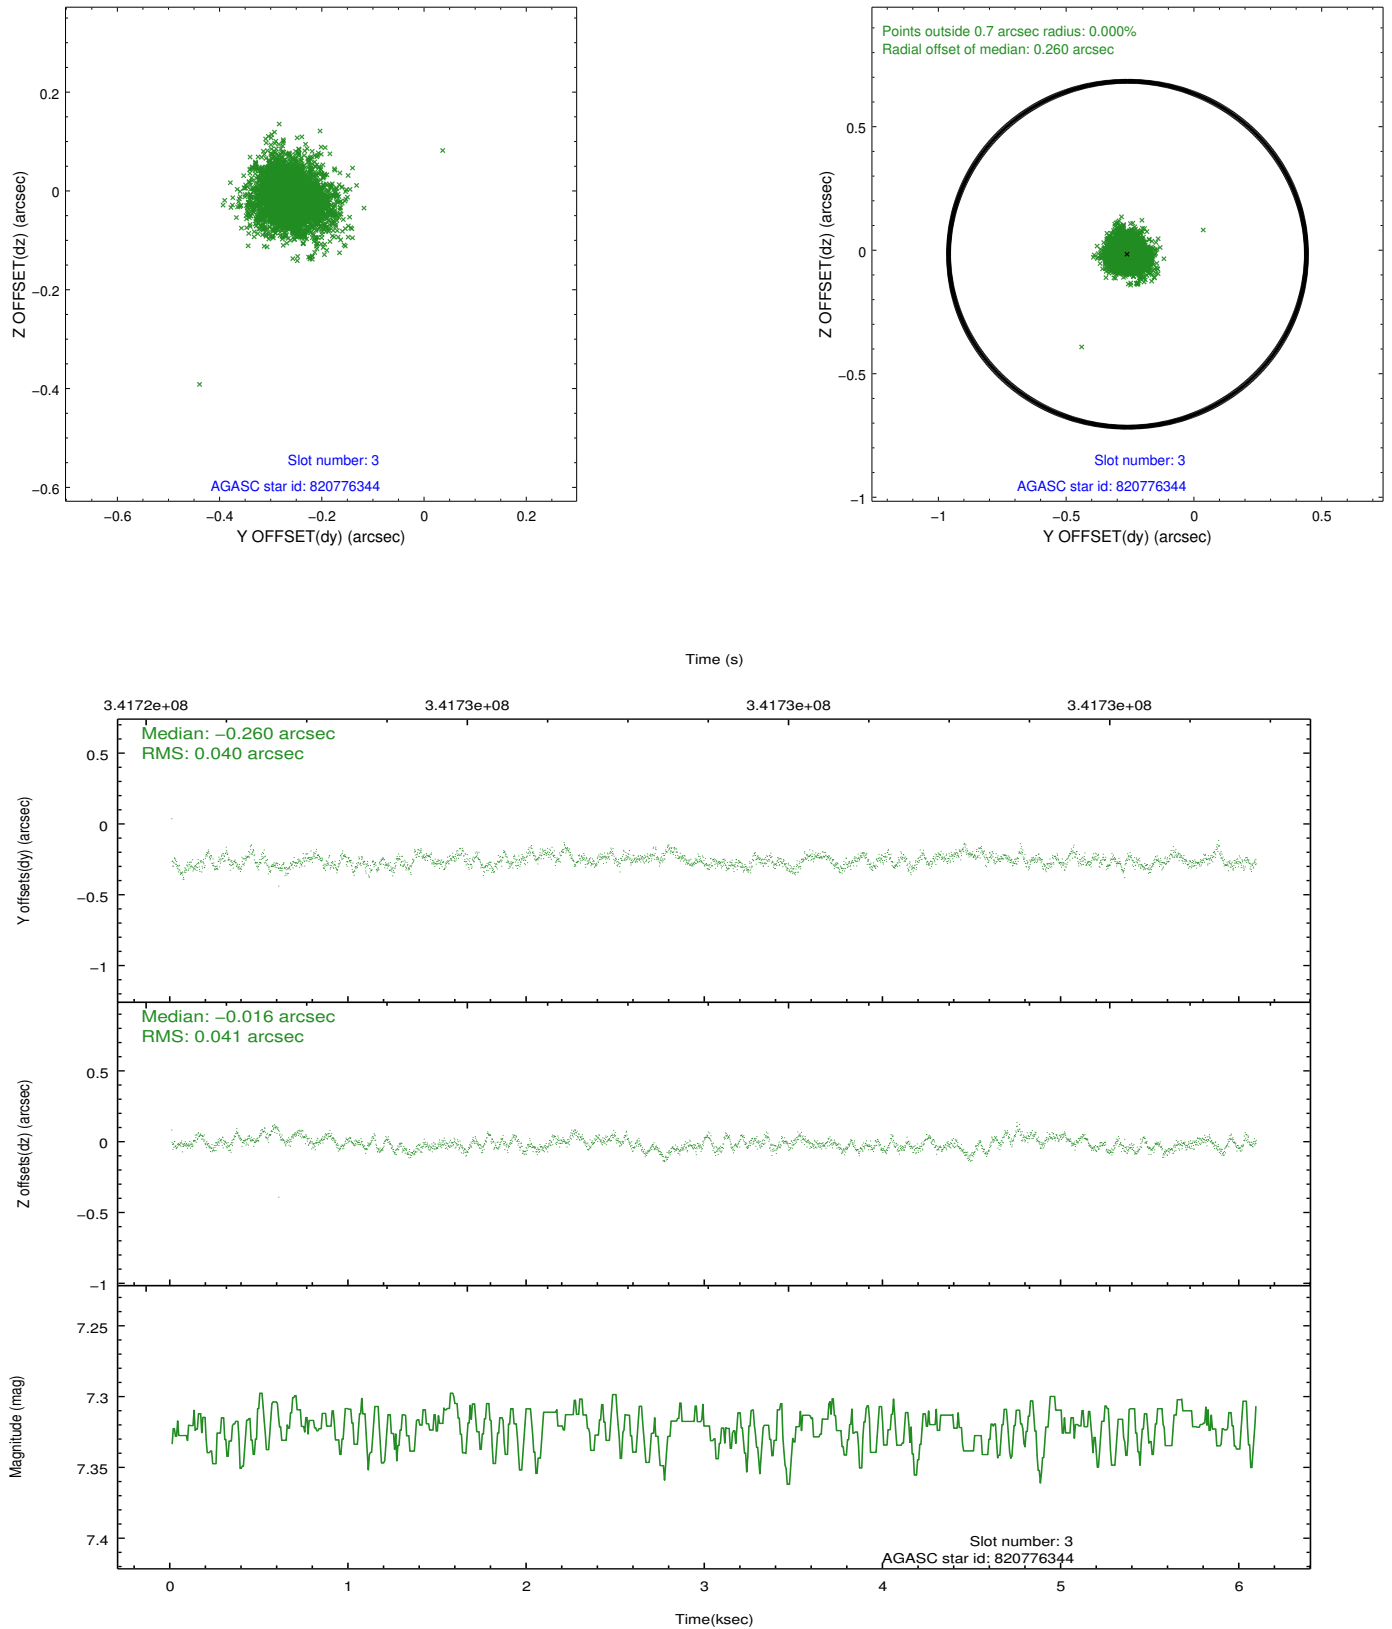 0.2
0
−0.2
−0.4
−0.6
Z OFFSET(dz) (arcsec)
Slot number: 3
AGASC star id: 820776344
−0.6 −0.4 −0.2 0 0.2
Y OFFSET(dy) (arcsec)
Points outside 0.7 arcsec radius: 0.000%
Radial offset of median: 0.260 arcsec
0.5
0
−0.5
−1
Z OFFSET(dz) (arcsec)
Slot number: 3
AGASC star id: 820776344
−1 −0.5 0 0.5
Y OFFSET(dy) (arcsec)
Time (s)
3.4172e+08 3.4173e+08 3.4173e+08 3.4173e+08
Median: −0.260 arcsec
RMS: 0.040 arcsec
0.5
0
−0.5
−1
Y offsets(dy) (arcsec)
Median: −0.016 arcsec
RMS: 0.041 arcsec
0.5
0
−0.5
−1
Z offsets(dz) (arcsec)
7.25
7.3
7.35
7.4
Magnitude (mag)
Slot number: 3
AGASC star id: 820776344
0 1 2 3 4 5 6
Time(ksec)